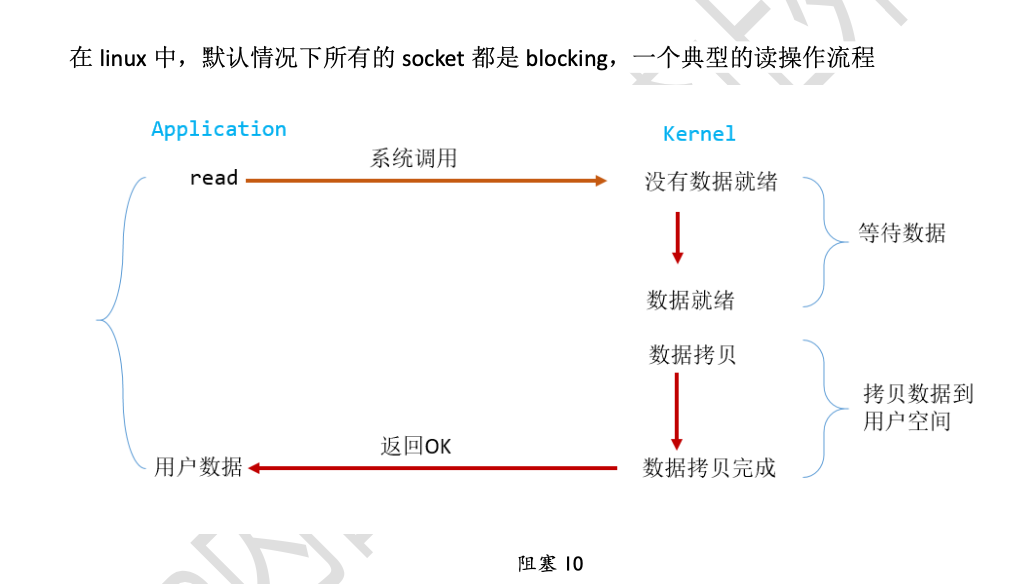 在 linux 中，默认情况下所有的 socket 都是 blocking，一个典型的读操作流程
Application
Kernel
系统调用
read
没有数据就绪
等待数据
数据就绪
数据拷贝
拷贝数据到
用户空间
返回OK
用户数据
数据拷贝完成
阻塞 IO